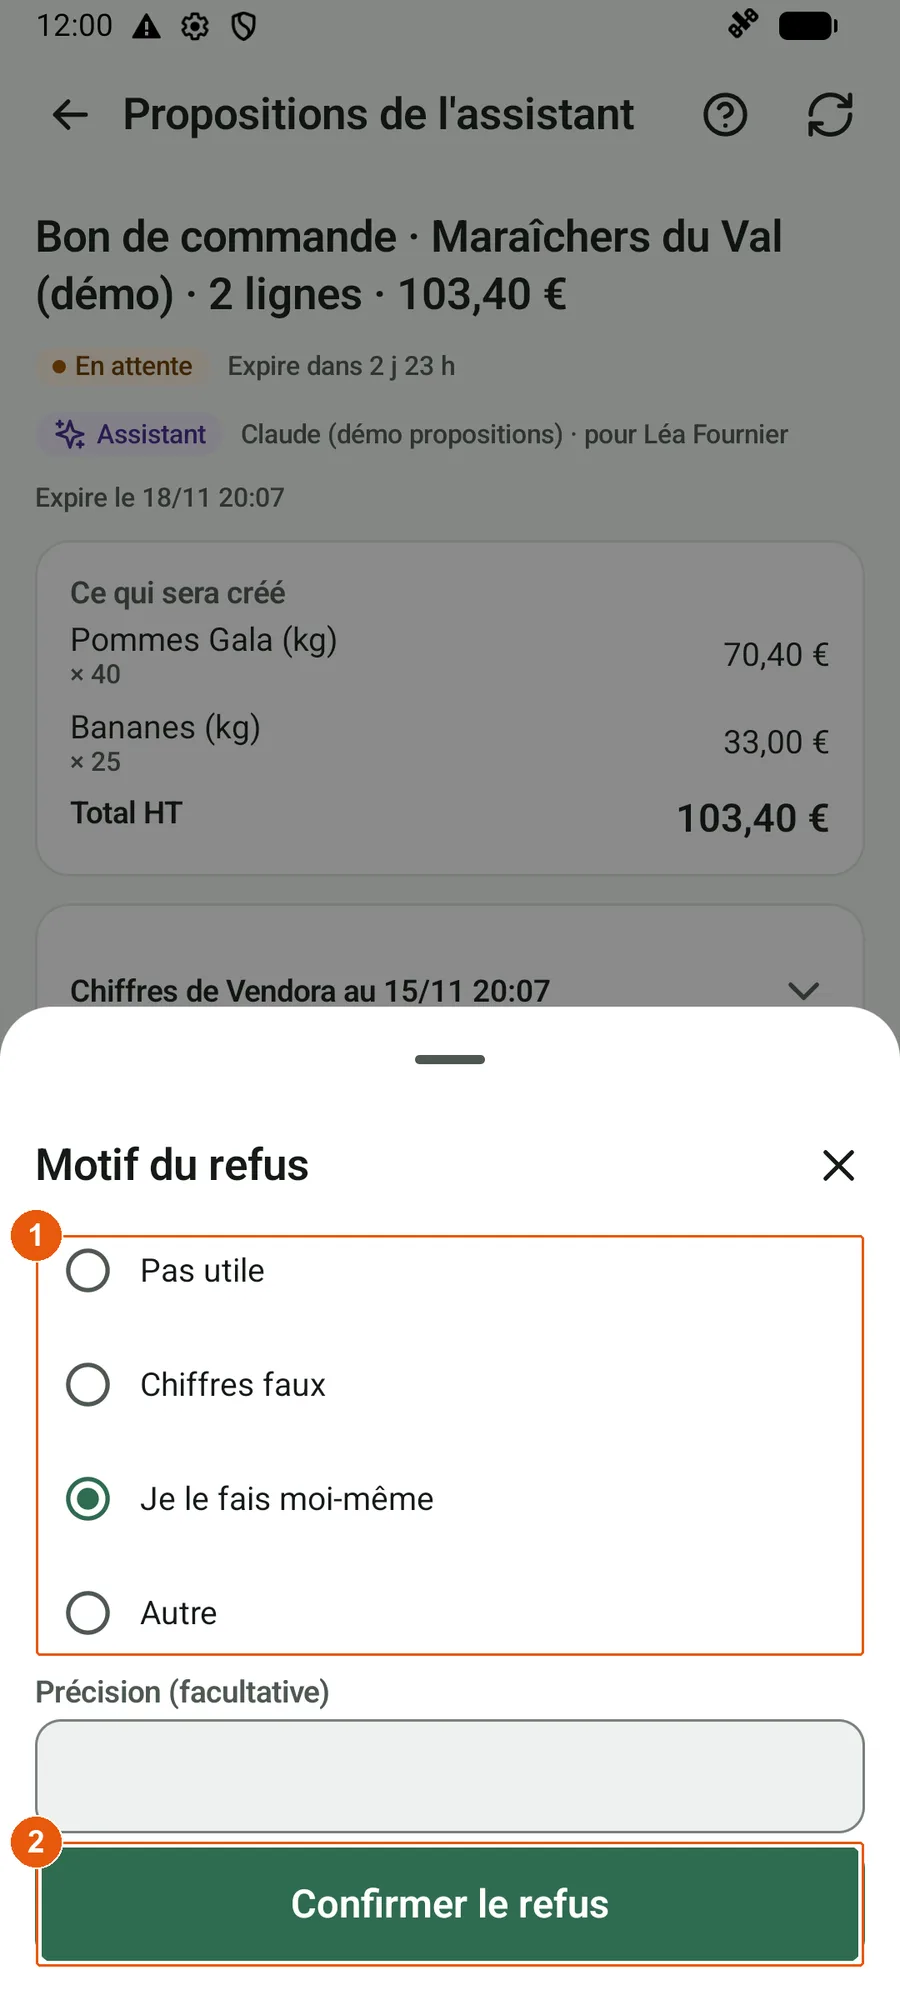 12:00
Propositions de l'assistant
Bon de commande · Maraîchers du Val
(démo) · 2 lignes · 103,40 €
En attente Expire dans 2 j 23 h
Assistant Claude (démo propositions) · pour Léa Fournier
Expire le 18/11 20:07
Ce qui sera créé
Pommes Gala (kg) 70,40 €
× 40
Bananes (kg) 33,00 €
× 25
Total HT 103,40 €
Chiffres de Vendora au 15/11 20:07
Motif du refus
1
Pas utile
Chiffres faux
Je le fais moi-même
Autre
Précision (facultative)
2
Confirmer le refus